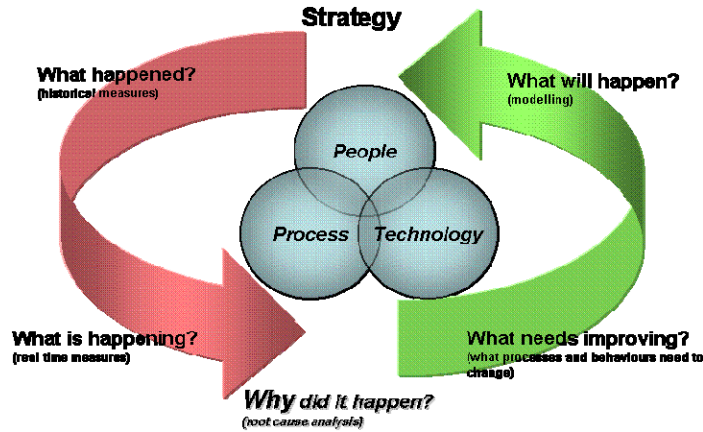 Strategy
What happened?
(historical measures)
What will happen?
(modelling)
People
Process
Technology
What is happening?
(real time measures)
What needs improving?
(what processes and behaviours need to
change)
Why did it happen?
(root cause analysis)